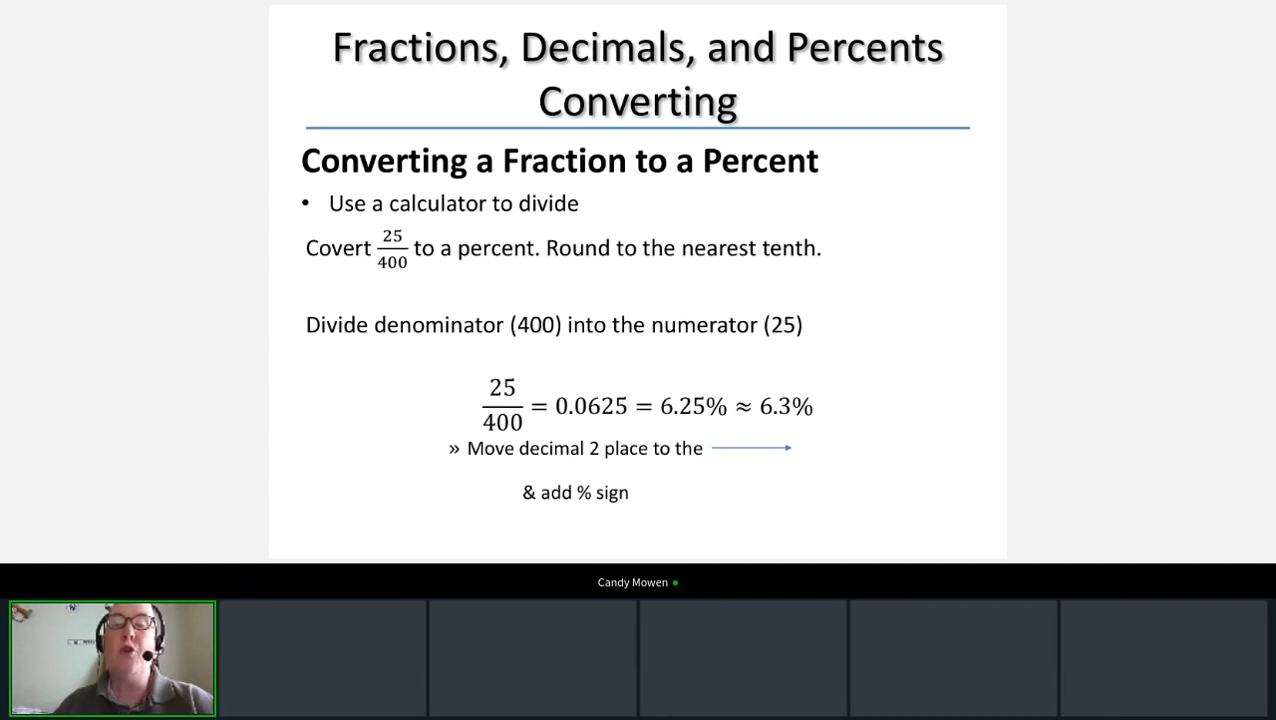 Fractions, Decimals, and Percents
Converting
Converting a Fraction to a Percent
• Use a calculator to divide
Covert 25/400 to a percent. Round to the nearest tenth.
Divide denominator (400) into the numerator (25)
25/400 = 0.0625 = 6.25% ≈ 6.3%
» Move decimal 2 place to the
& add % sign
Candy Mowen